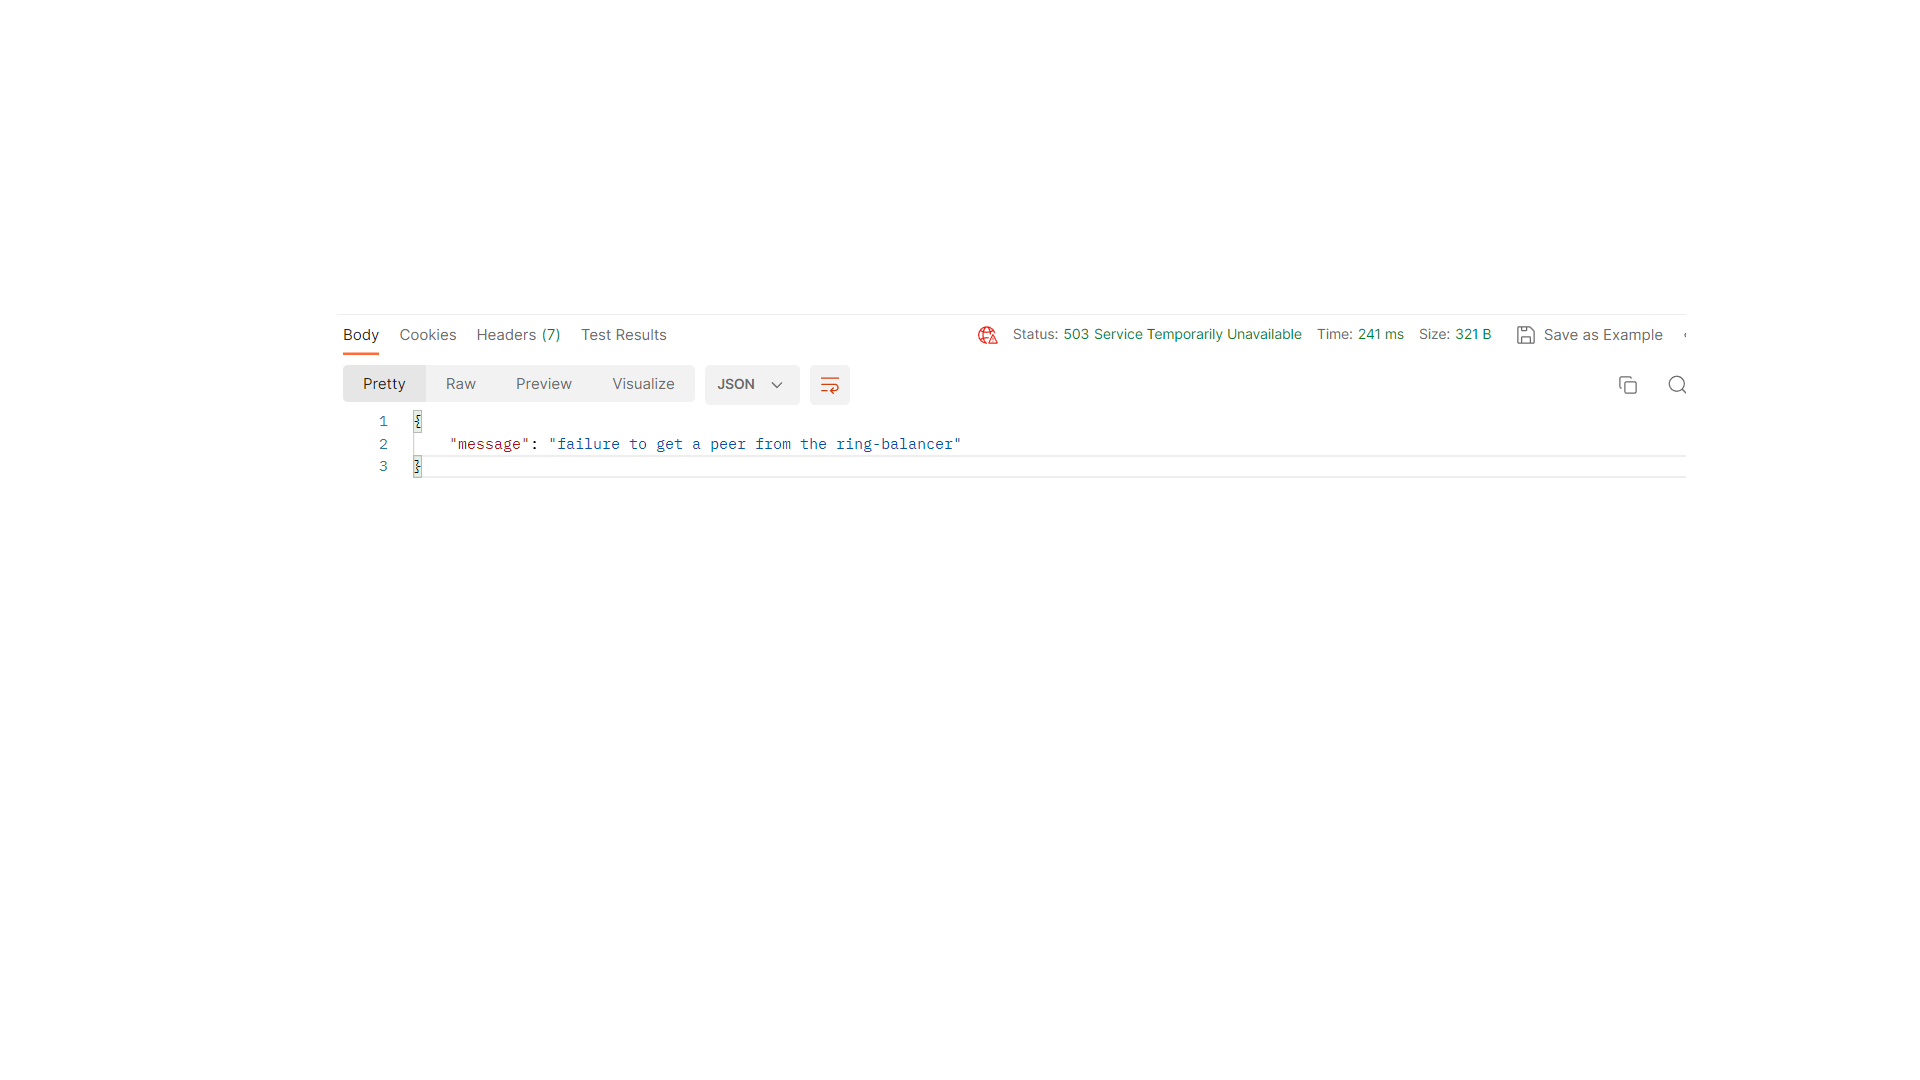 Body Cookies Headers (7) Test Results Status: 503 Service Temporarily Unavailable Time: 241 ms Size: 321 B Save as Example
Pretty Raw Preview Visualize JSON
1 {
2 "message": "failure to get a peer from the ring-balancer"
3 }